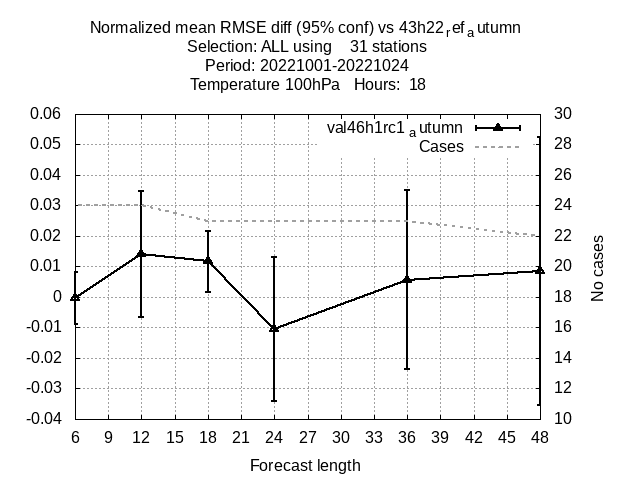 Normalized mean RMSE diff (95% conf) vs 43h22refautumn
Selection: ALL using 31 stations
Period: 20221001-20221024
Temperature 100hPa Hours: 18
val46h1rc1autumn
Cases
0.06
0.05
0.04
0.03
0.02
0.01
0
-0.01
-0.02
-0.03
-0.04
30
28
26
24
22
20
18
16
14
12
10
No cases
6 9 12 15 18 21 24 27 30 33 36 39 42 45 48
Forecast length